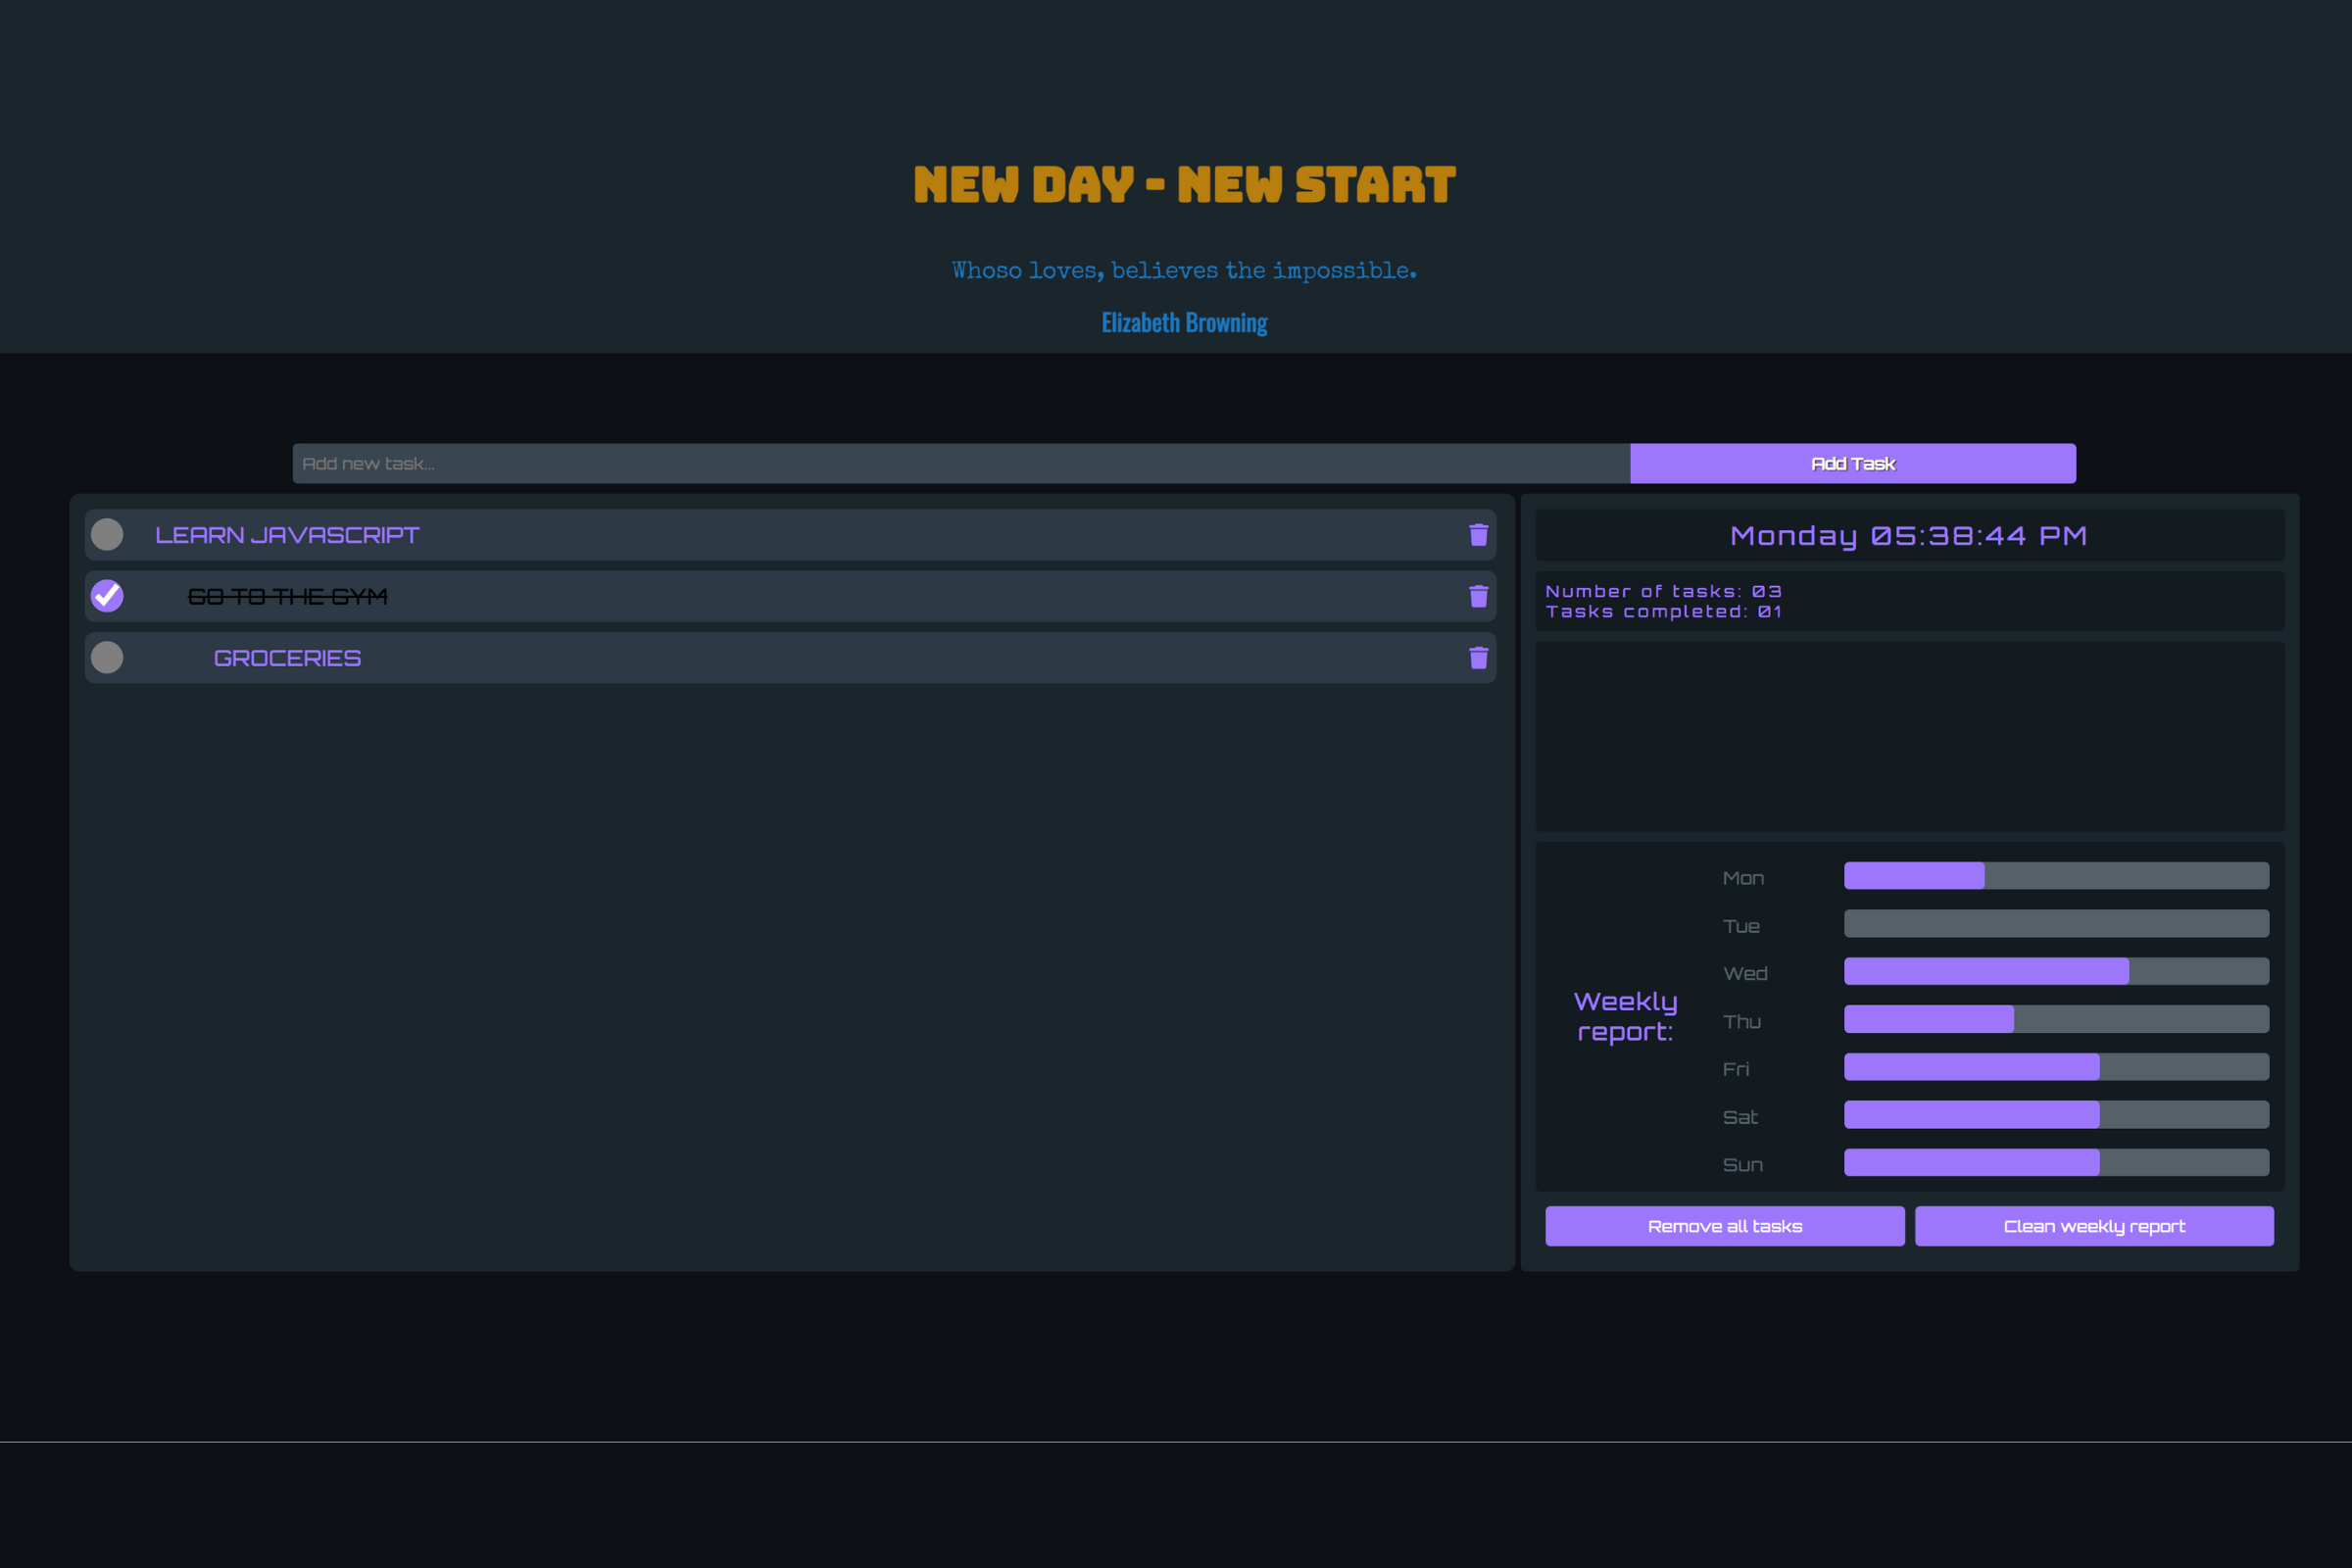 NEW DAY - NEW START
Whoso loves, believes the impossible.
Elizabeth Browning
Add new task...
Add Task
LEARN JAVASCRIPT
GO TO THE GYM
GROCERIES
Monday 05:38:44 PM
Number of tasks: 03
Tasks completed: 01
Weekly
report:
Mon
Tue
Wed
Thu
Fri
Sat
Sun
Remove all tasks
Clean weekly report